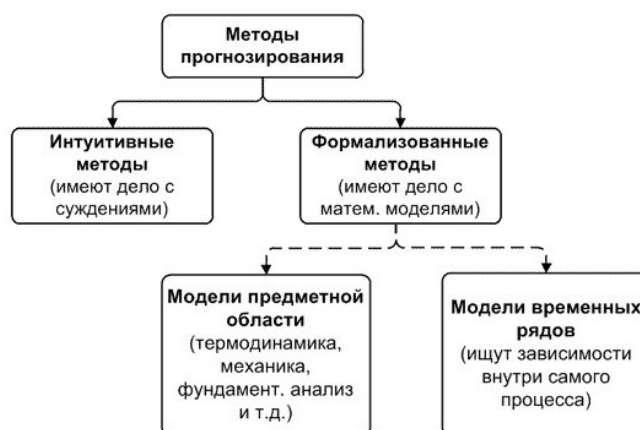 Методы
прогнозирования
Интуитивные
методы
(имеют дело с
суждениями)
Формализованные
методы
(имеют дело с
матем. моделями)
Модели предметной
области
(термодинамика,
механика,
фундамент. анализ
и т.д.)
Модели временных
рядов
(ищут зависимости
внутри самого
процесса)